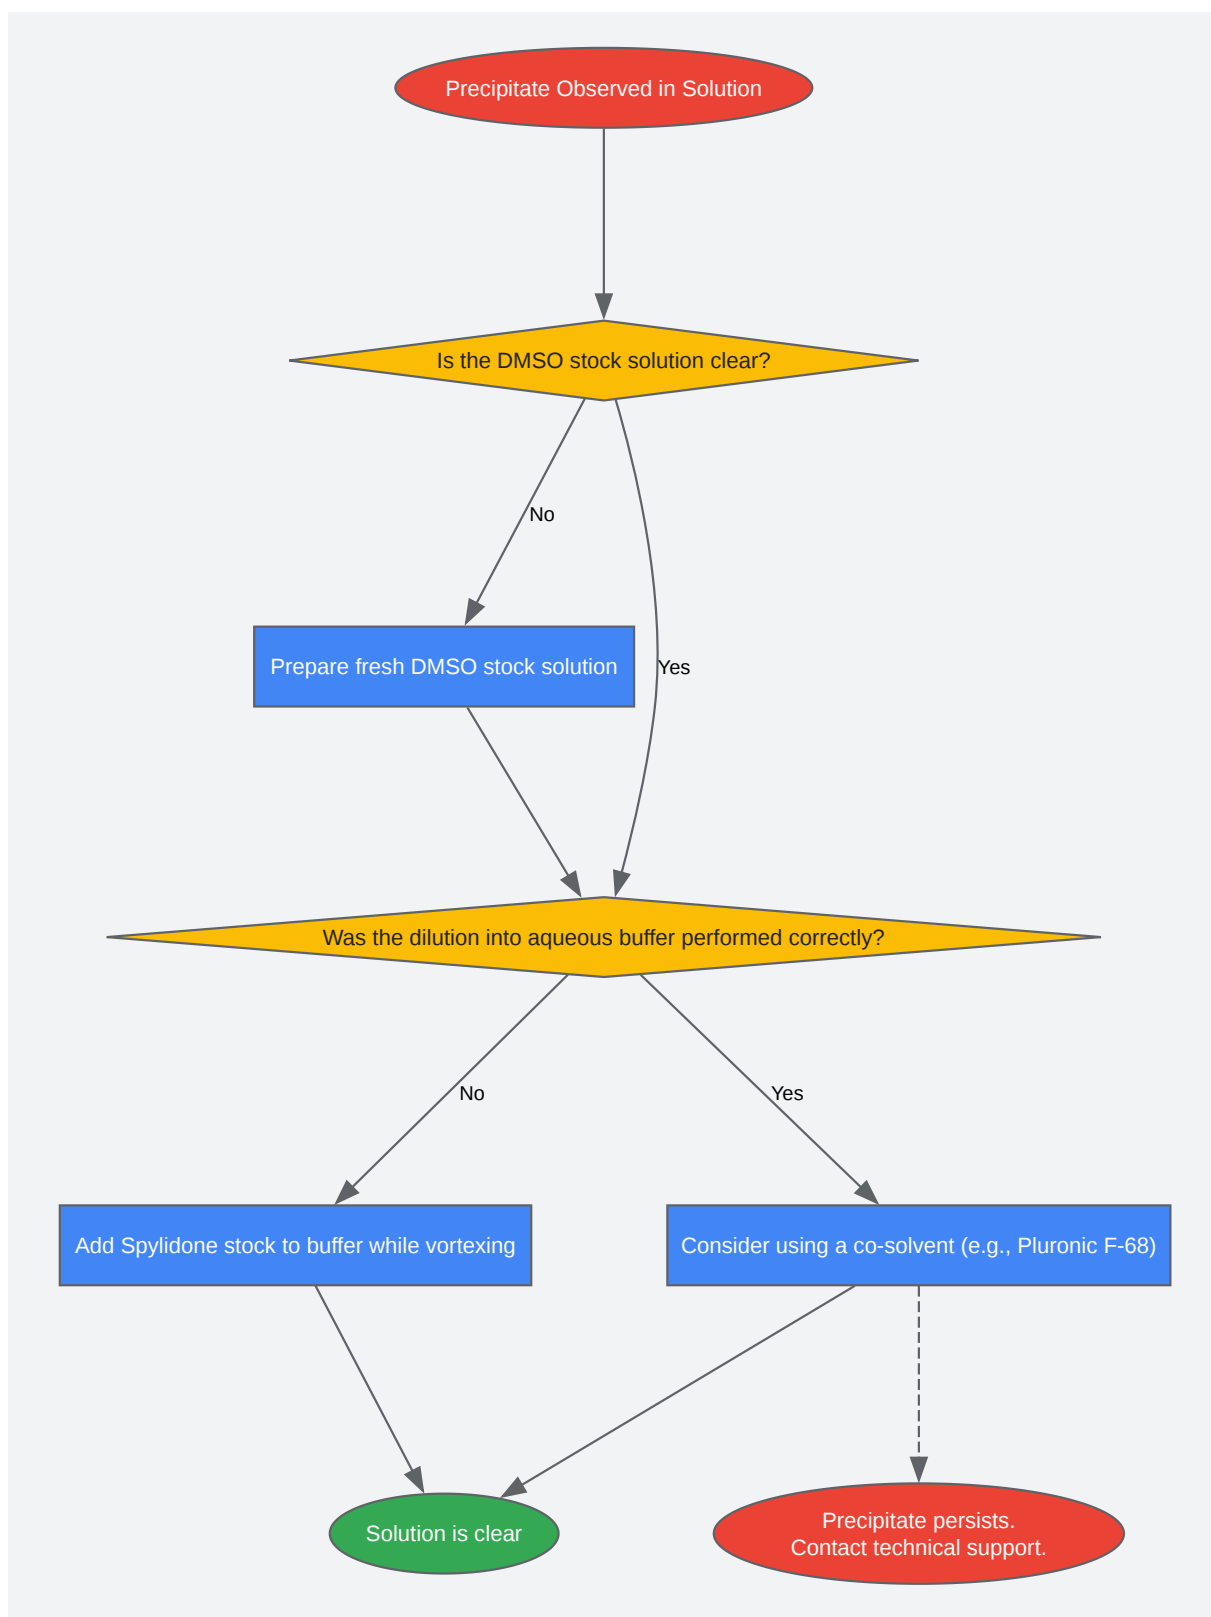 Precipitate Observed in Solution
Is the DMSO stock solution clear?
No
Prepare fresh DMSO stock solution
Yes
Was the dilution into aqueous buffer performed correctly?
No
Yes
Add Spylidone stock to buffer while vortexing
Consider using a co-solvent (e.g., Pluronic F-68)
Solution is clear
Precipitate persists.
Contact technical support.